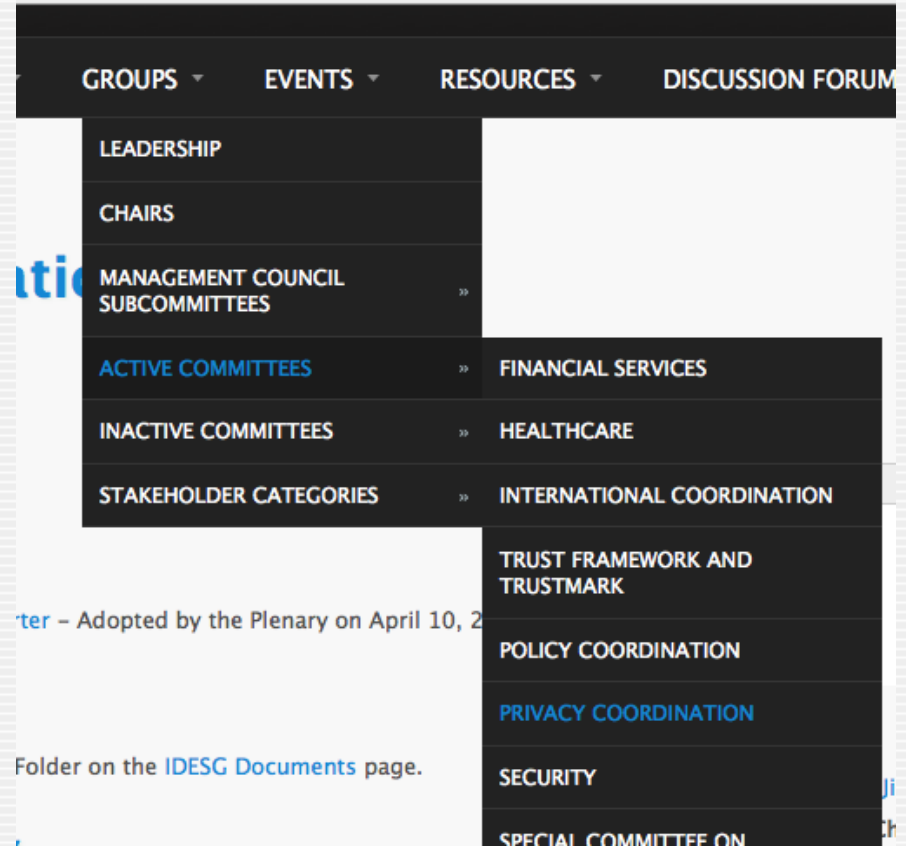 GROUPS EVENTS RESOURCES DISCUSSION FORUM
LEADERSHIP
CHAIRS
MANAGEMENT COUNCIL
SUBCOMMITTEES »
ACTIVE COMMITTEES »
INACTIVE COMMITTEES »
STAKEHOLDER CATEGORIES »
FINANCIAL SERVICES
HEALTHCARE
INTERNATIONAL COORDINATION
TRUST FRAMEWORK AND
TRUSTMARK
POLICY COORDINATION
PRIVACY COORDINATION
SECURITY
SPECIAL COMMITTEE ON
– Adopted by the Plenary on April 10,
Folder on the IDESG Documents page.